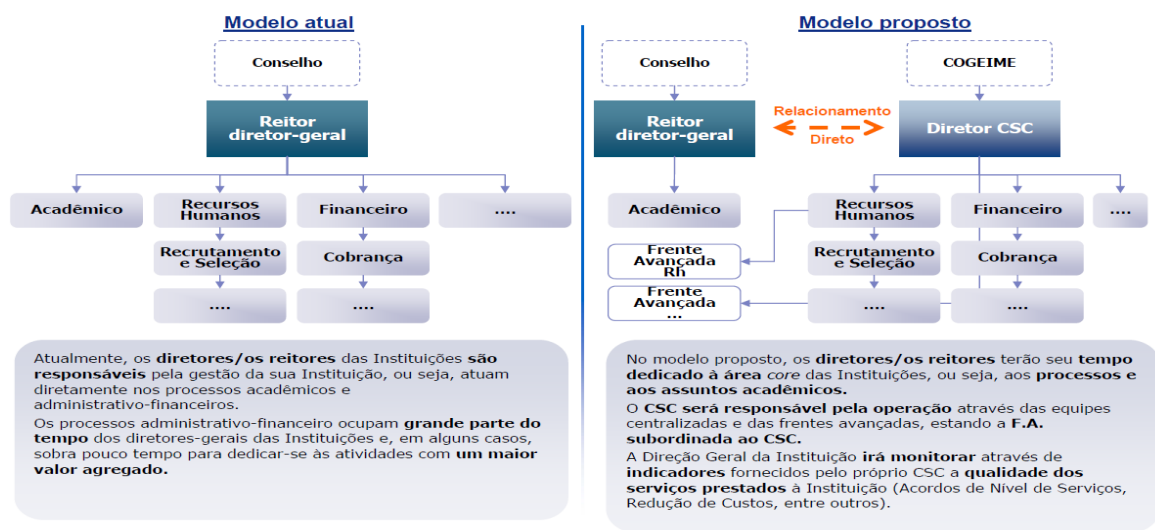 Modelo atual
Conselho
Reitor
diretor-geral
Acadêmico
Recursos
Humanos
Financeiro
....
Recrutamento
e Seleção
Cobrança
....
....
Atualmente, os diretores/os reitores das Instituições são
responsáveis pela gestão da sua Instituição, ou seja, atuam
diretamente nos processos acadêmicos e
administrativo-financeiros.
Os processos administrativo-financeiro ocupam grande parte do
tempo dos diretores-gerais das Instituições e, em alguns casos,
sobra pouco tempo para dedicar-se às atividades com um maior
valor agregado.
Modelo proposto
Conselho
COGEIME
Reitor
diretor-geral
Relacionamento
Direto
Diretor CSC
Acadêmico
Recursos
Humanos
Financeiro
....
Frente
Avançada
Rh
Recrutamento
e Seleção
Cobrança
Frente
Avançada
...
....
....
No modelo proposto, os diretores/os reitores terão seu tempo
dedicado à área core das Instituições, ou seja, aos processos e
aos assuntos acadêmicos.
O CSC será responsável pela operação através das equipes
centralizadas e das frentes avançadas, estando a F.A.
subordinada ao CSC.
A Direção Geral da Instituição irá monitorar através de
indicadores fornecidos pelo próprio CSC a qualidade dos
serviços prestados à Instituição (Acordos de Nível de Serviços,
Redução de Custos, entre outros).